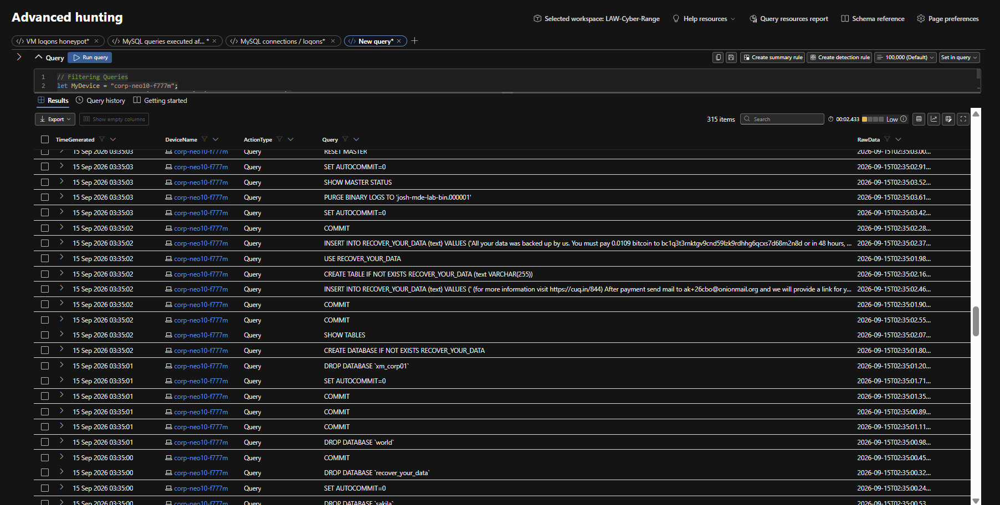 Advanced hunting
Selected workspace: LAW-Cyber-Range
Help resources
Query resources report
Schema reference
Page preferences
VM logons honeypot*
MySQL queries executed af... *
MySQL connections / logons*
New query*
Query
Run query
Create summary rule
Create detection rule
100,000 (Default)
Set in query
1 // Filtering Queries
2 let MyDevice = "corp-neo10-f777m";
Results
Query history
Getting started
Export
Show empty columns
315 items
Search
00:02.433
Low
TimeGenerated DeviceName ActionType Query RawData
15 Sep 2026 03:35:03 corp-neo10-f777m Query RESET MASTER 2026-09-15T02:35:03.00...
15 Sep 2026 03:35:03 corp-neo10-f777m Query SET AUTOCOMMIT=0 2026-09-15T02:35:02.91...
15 Sep 2026 03:35:03 corp-neo10-f777m Query SHOW MASTER STATUS 2026-09-15T02:35:03.52...
15 Sep 2026 03:35:03 corp-neo10-f777m Query PURGE BINARY LOGS TO 'josh-mde-lab-bin.000001' 2026-09-15T02:35:03.61...
15 Sep 2026 03:35:03 corp-neo10-f777m Query SET AUTOCOMMIT=0 2026-09-15T02:35:03.42...
15 Sep 2026 03:35:02 corp-neo10-f777m Query COMMIT 2026-09-15T02:35:02.28...
15 Sep 2026 03:35:02 corp-neo10-f777m Query INSERT INTO RECOVER_YOUR_DATA (text) VALUES ('All your data was backed up by us. You must pay 0.0109 bitcoin to bc1q3t3rnktgv9cnd59lzk9rdhhg6qcxs7d68m2n8d or in 48 hours, ... 2026-09-15T02:35:02.37...
15 Sep 2026 03:35:02 corp-neo10-f777m Query USE RECOVER_YOUR_DATA 2026-09-15T02:35:01.98...
15 Sep 2026 03:35:02 corp-neo10-f777m Query CREATE TABLE IF NOT EXISTS RECOVER_YOUR_DATA (text VARCHAR(255)) 2026-09-15T02:35:02.16...
15 Sep 2026 03:35:02 corp-neo10-f777m Query INSERT INTO RECOVER_YOUR_DATA (text) VALUES (' (for more information visit https://cuq.in/844) After payment send mail to ak+26cbo@onionmail.org and we will provide a link for y... 2026-09-15T02:35:02.46...
15 Sep 2026 03:35:02 corp-neo10-f777m Query COMMIT 2026-09-15T02:35:01.90...
15 Sep 2026 03:35:02 corp-neo10-f777m Query COMMIT 2026-09-15T02:35:02.55...
15 Sep 2026 03:35:02 corp-neo10-f777m Query SHOW TABLES 2026-09-15T02:35:02.07...
15 Sep 2026 03:35:02 corp-neo10-f777m Query CREATE DATABASE IF NOT EXISTS RECOVER_YOUR_DATA 2026-09-15T02:35:01.80...
15 Sep 2026 03:35:01 corp-neo10-f777m Query DROP DATABASE `xm_corp01` 2026-09-15T02:35:01.20...
15 Sep 2026 03:35:01 corp-neo10-f777m Query SET AUTOCOMMIT=0 2026-09-15T02:35:01.71...
15 Sep 2026 03:35:01 corp-neo10-f777m Query COMMIT 2026-09-15T02:35:01.35...
15 Sep 2026 03:35:01 corp-neo10-f777m Query COMMIT 2026-09-15T02:35:00.89...
15 Sep 2026 03:35:01 corp-neo10-f777m Query COMMIT 2026-09-15T02:35:01.11...
15 Sep 2026 03:35:01 corp-neo10-f777m Query DROP DATABASE `world` 2026-09-15T02:35:00.98...
15 Sep 2026 03:35:00 corp-neo10-f777m Query COMMIT 2026-09-15T02:35:00.45...
15 Sep 2026 03:35:00 corp-neo10-f777m Query DROP DATABASE `recover_your_data` 2026-09-15T02:35:00.32...
15 Sep 2026 03:35:00 corp-neo10-f777m Query SET AUTOCOMMIT=0 2026-09-15T02:35:00.24...
15 Sep 2026 03:35:00 corp-neo10-f777m Query DROP DATABASE `sakila` 2026-09-15T02:35:00.53...